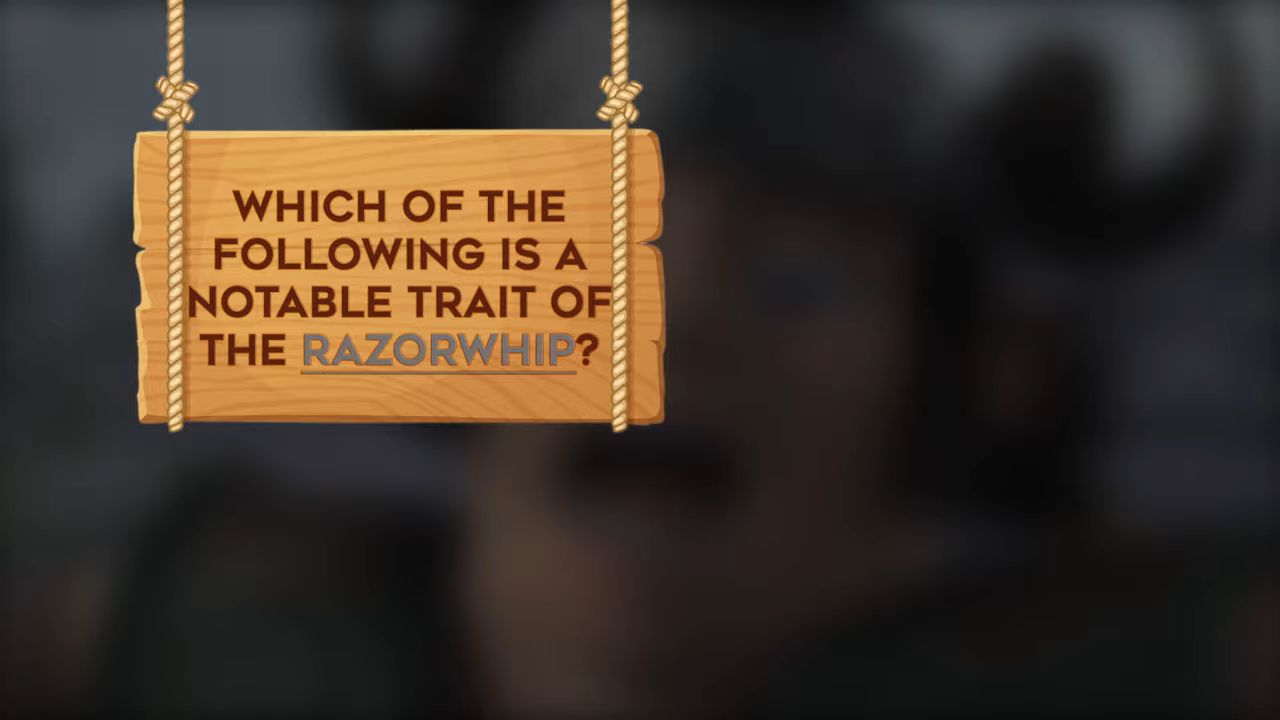 WHICH OF THE
FOLLOWING IS A
NOTABLE TRAIT OF
THE RAZORWHIP?